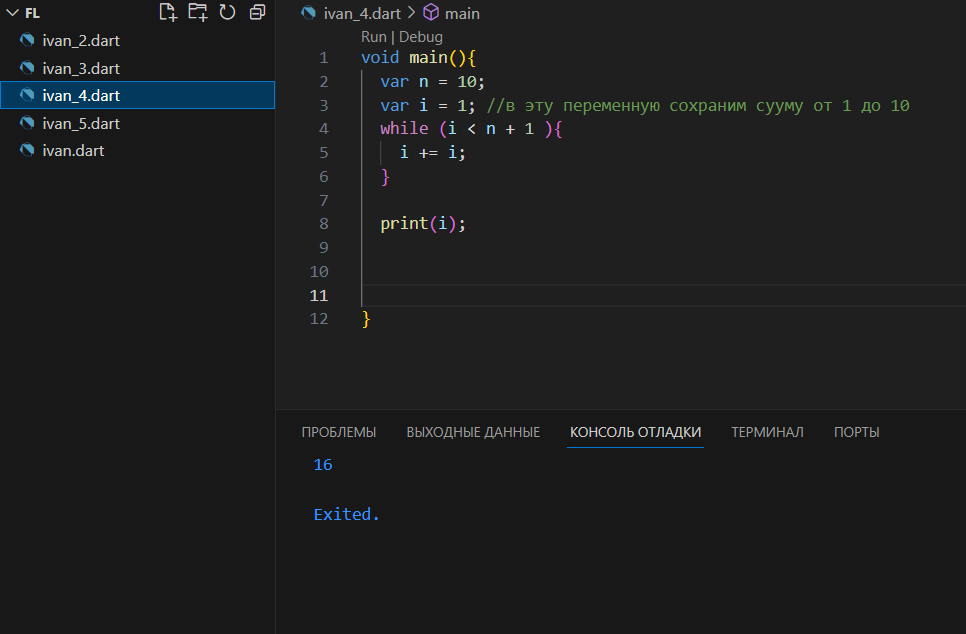 FL
ivan_2.dart
ivan_3.dart
ivan_4.dart
ivan_5.dart
ivan.dart
ivan_4.dart > main
Run | Debug
1 void main(){
2 var n = 10;
3 var i = 1; //в эту переменную сохраним сууму от 1 до 10
4 while (i < n + 1 ){
5 i += i;
6 }
7
8 print(i);
9
10
11
12 }
ПРОБЛЕМЫ ВЫХОДНЫЕ ДАННЫЕ КОНСОЛЬ ОТЛАДКИ ТЕРМИНАЛ ПОРТЫ
16
Exited.